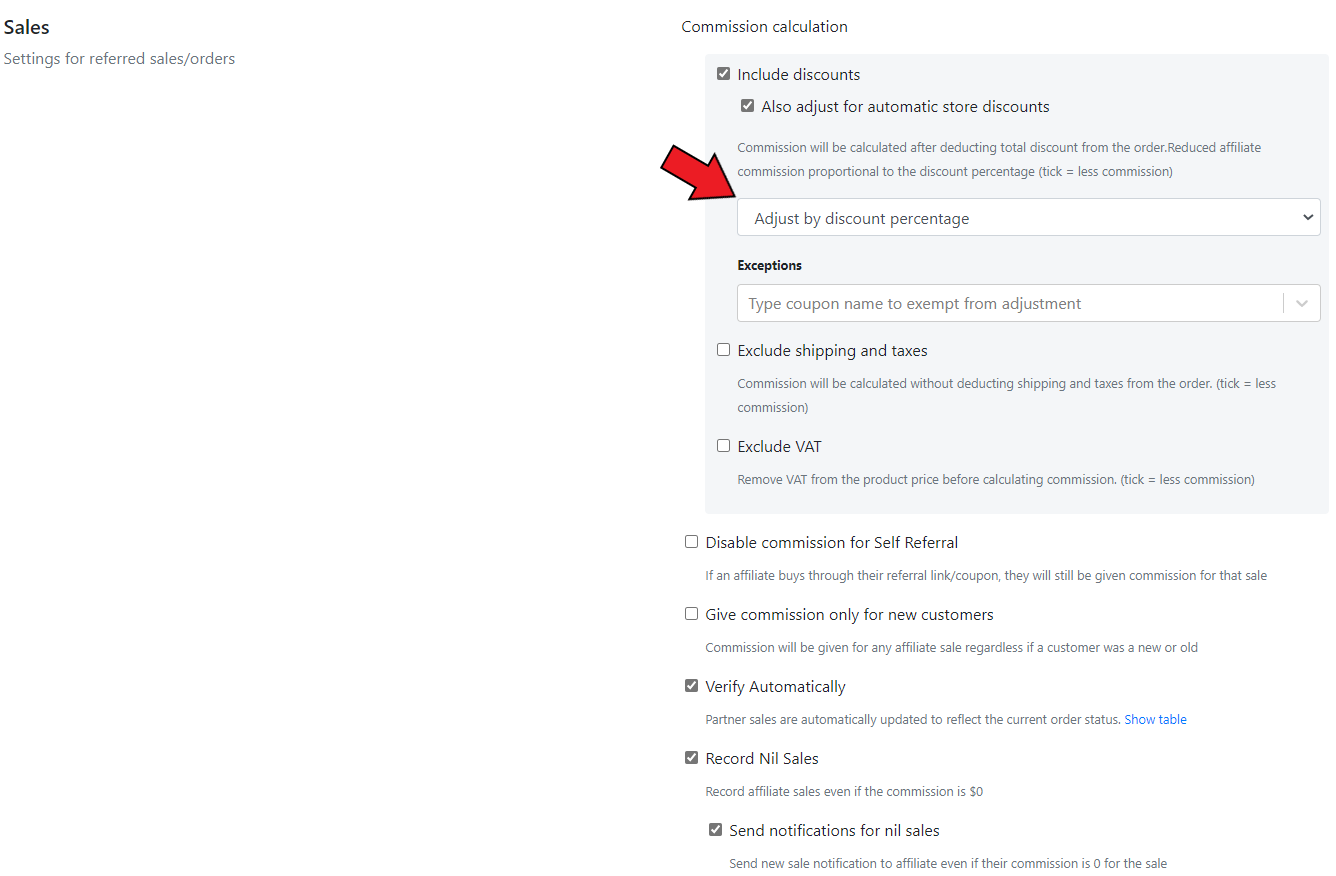 Sales
Settings for referred sales/orders
Commission calculation
Include discounts
Also adjust for automatic store discounts
Commission will be calculated after deducting total discount from the order.Reduced affiliate
commission proportional to the discount percentage (tick = less commission)
Adjust by discount percentage
Exceptions
Type coupon name to exempt from adjustment
Exclude shipping and taxes
Commission will be calculated without deducting shipping and taxes from the order. (tick = less
commission)
Exclude VAT
Remove VAT from the product price before calculating commission. (tick = less commission)
Disable commission for Self Referral
If an affiliate buys through their referral link/coupon, they will still be given commission for that sale
Give commission only for new customers
Commission will be given for any affiliate sale regardless if a customer was a new or old
Verify Automatically
Partner sales are automatically updated to reflect the current order status. Show table
Record Nil Sales
Record affiliate sales even if the commission is $0
Send notifications for nil sales
Send new sale notification to affiliate even if their commission is 0 for the sale